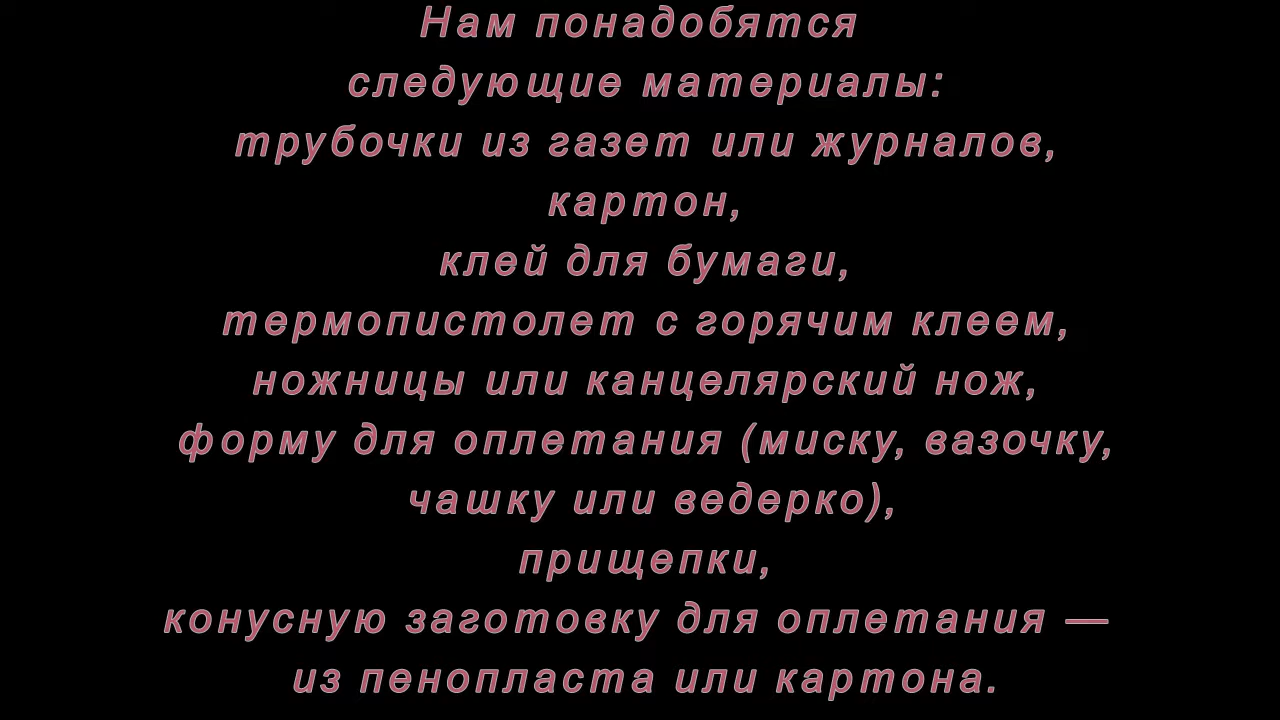 Нам понадобятся
следующие материалы:
трубочки из газет или журналов,
картон,
клей для бумаги,
термопистолет с горячим клеем,
ножницы или канцелярский нож,
форму для оплетания (миску, вазочку,
чашку или ведерко),
прищепки,
конусную заготовку для оплетания —
из пенопласта или картона.